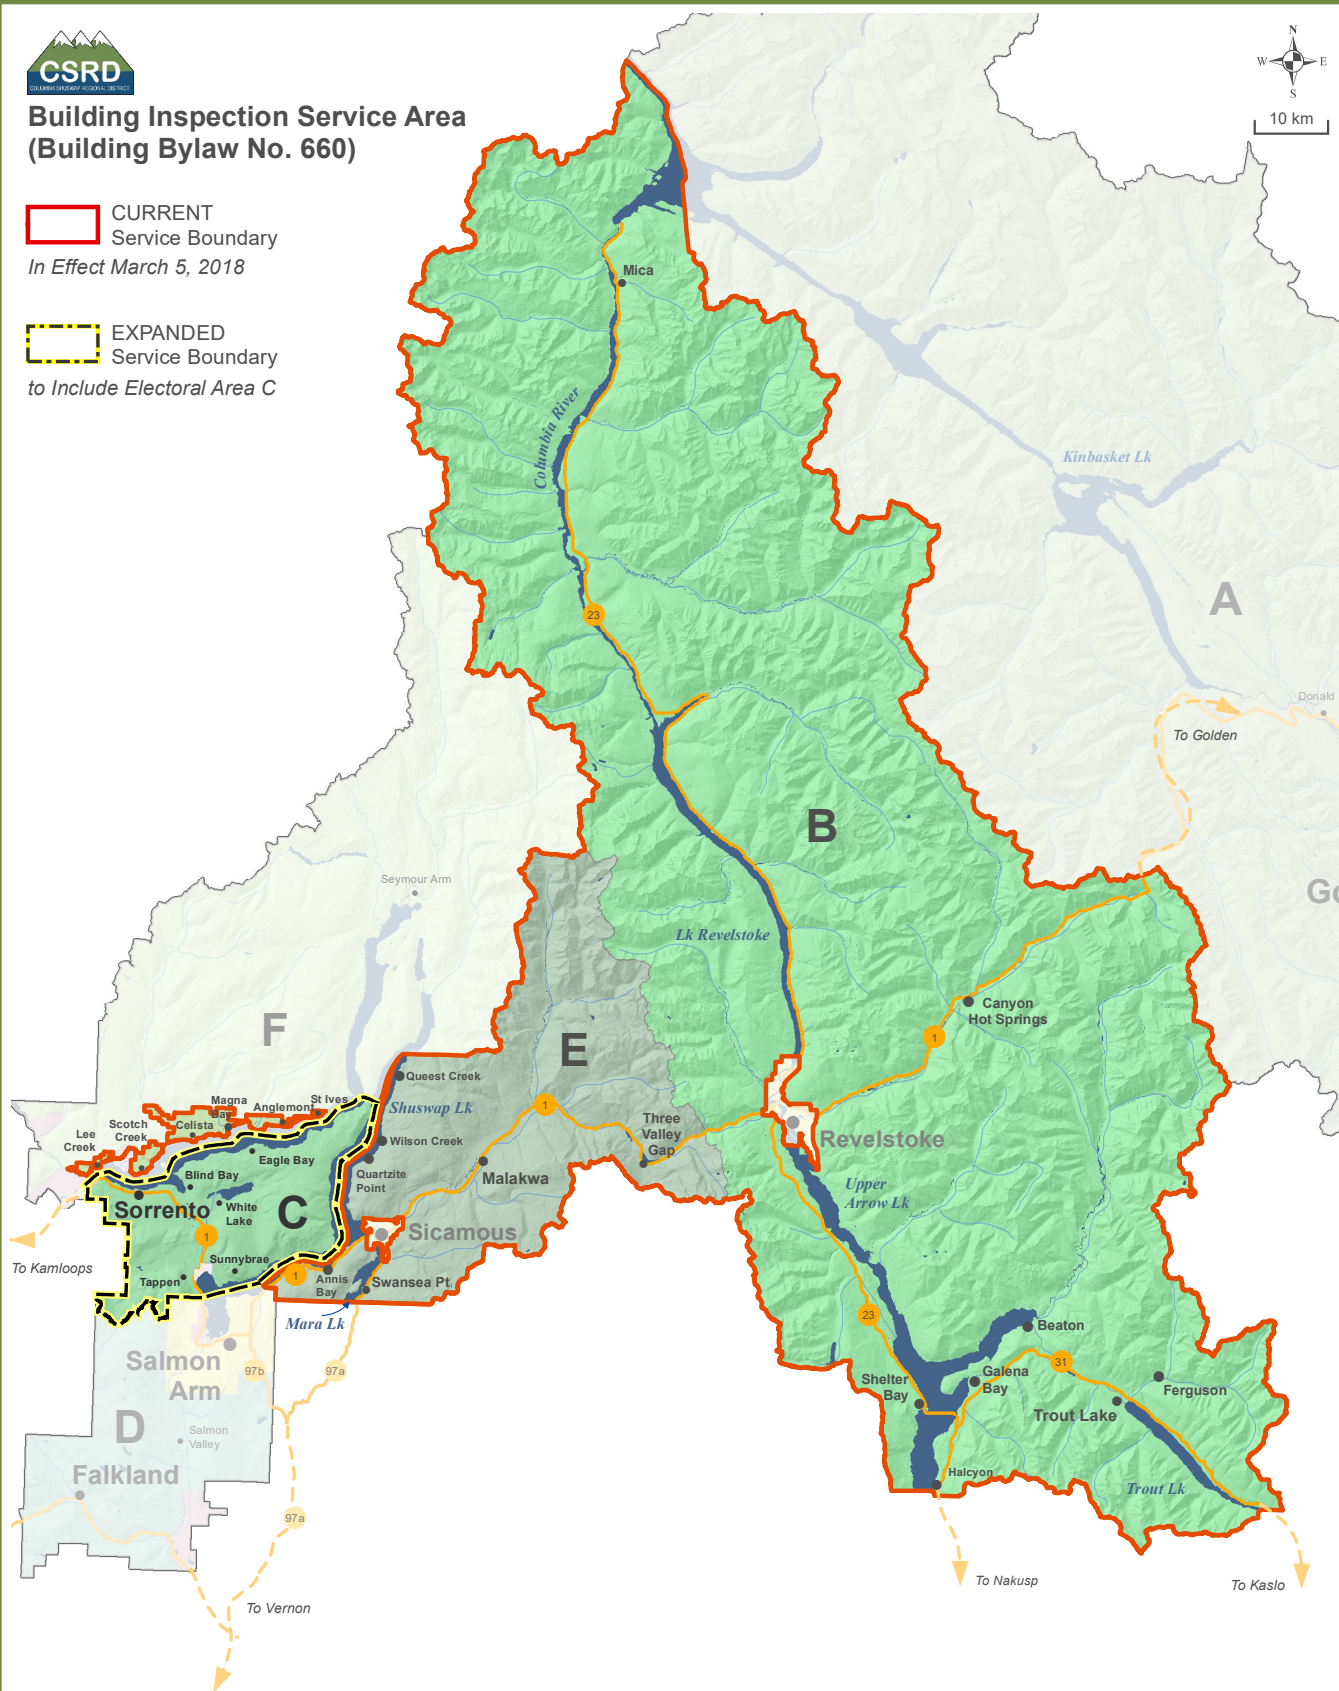 CSRD
COLUMBIA SHUSWAP REGIONAL DISTRICT
Building Inspection Service Area
(Building Bylaw No. 660)
CURRENT
Service Boundary
In Effect March 5, 2018
EXPANDED
Service Boundary
to Include Electoral Area C
N
W E
S
10 km
Mica
Columbia River
Kinbasket Lk
A
23
Donald
To Golden
B
Seymour Arm
Go
Lk Revelstoke
Canyon
Hot Springs
F
E
1
Queest Creek
Magna
Bay
Anglemont
St Ives
Shuswap Lk
1
Scotch
Creek
Celista
Lee
Creek
Three
Valley
Gap
Revelstoke
Wilson Creek
Eagle Bay
Blind Bay
Quartzite
Point
Malakwa
Upper
Arrow Lk
Sorrento
White
Lake
C
Sicamous
1
To Kamloops
Sunnybrae
Tappen
1
Annis
Bay
Swansea Pt
Mara Lk
23
Beaton
Salmon
Arm
97b
97a
31
Shelter
Bay
Galena
Bay
Ferguson
Trout Lake
D
Salmon
Valley
Falkland
Halcyon
Trout Lk
97a
To Nakusp
To Kaslo
To Vernon